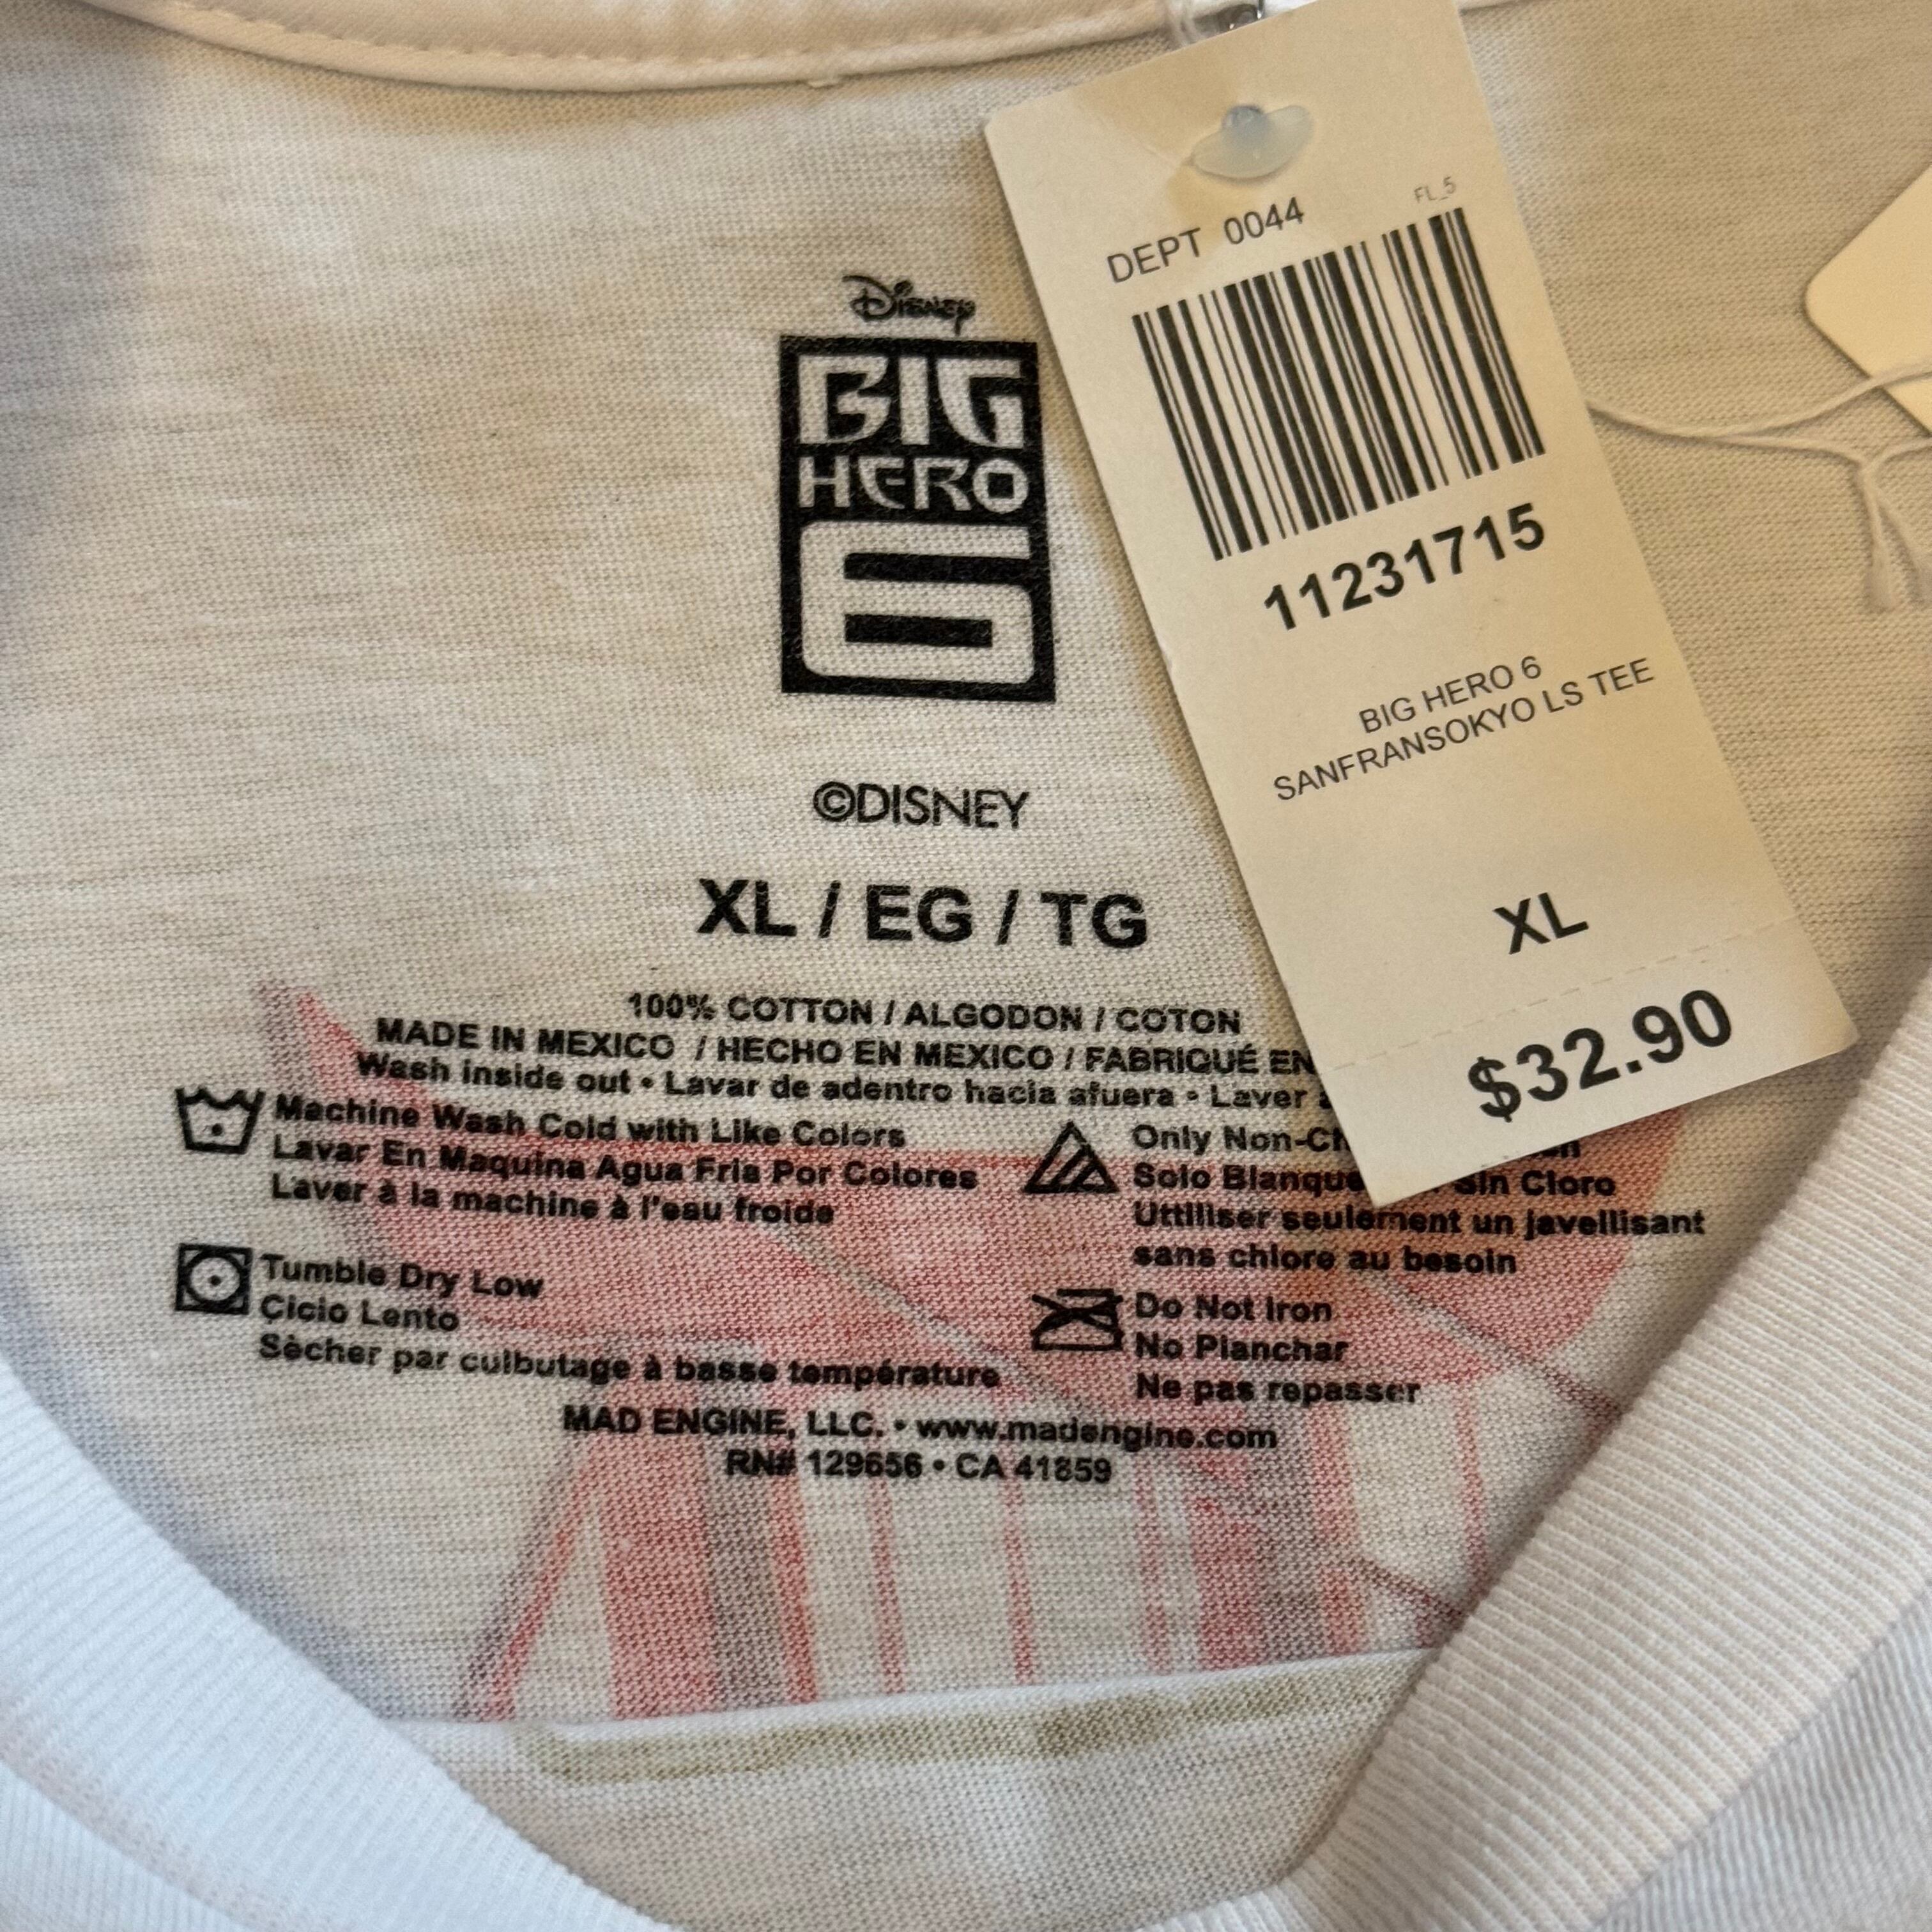 DEPT 0044
FL_5
11231715
BIG HERO 6
SANFRANSOKYO LS TEE
XL
$32.90
Disney
BIG
HERO
6
©DISNEY
XL / EG / TG
100% COTTON / ALGODON / COTON
MADE IN MEXICO / HECHO EN MEXICO / FABRIQUÉ EN
Wash inside out • Lavar de adentro hacia afuera • Laver
Machine Wash Cold with Like Colors
Lavar En Maquina Agua Fria Por Colores
Laver à la machine à l'eau froide
Only
Solo
Sin Cloro
Uttiliser seulement un javellisant
sans chlore au besoin
Tumble Dry Low
Ciclo Lento
Sècher par culbutage à basse température
Do Not Iron
No Planchar
Ne pas repasser
MAD ENGINE, LLC. • www.madengine.com
RN# 129656 • CA 41859